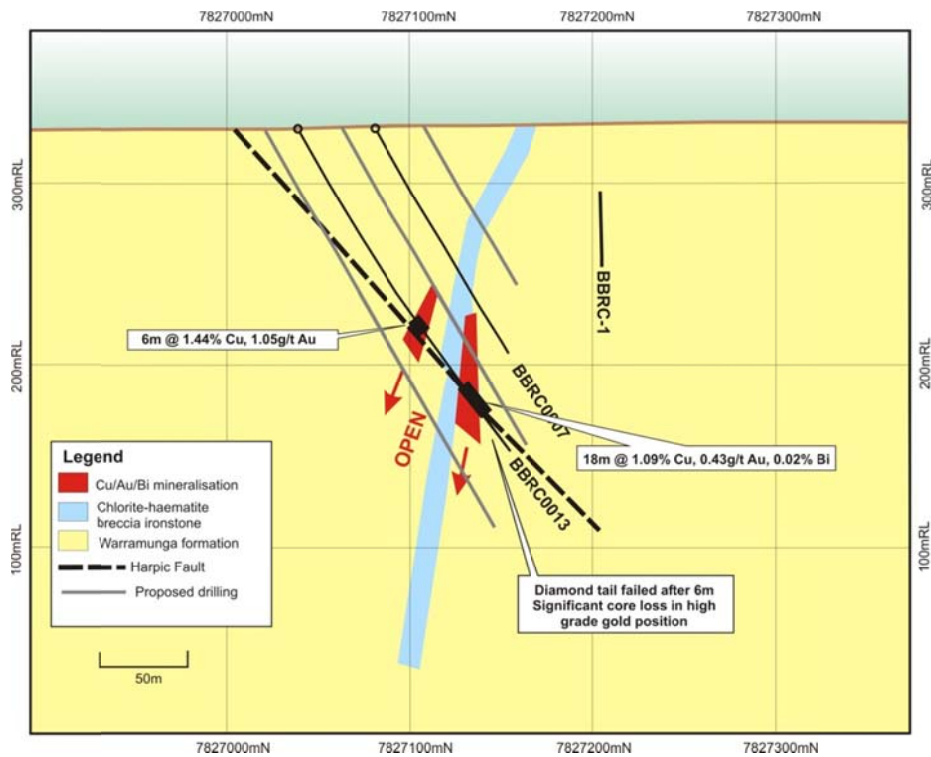 7827000mN
7827100mN
7827200mN
7827300mN
300mRL
300mRL
BBRC-1
6m @ 1.44% Cu, 1.05g/t Au
200mRL
200mRL
BBRC0007
OPEN
18m @ 1.09% Cu, 0.43g/t Au, 0.02% Bi
BBRC0013
Legend
Cu/Au/Bi mineralisation
Chlorite-haematite
breccia ironstone
Warramunga formation
Harpic Fault
Proposed drilling
100mRL
100mRL
Diamond tail failed after 6m
Significant core loss in high
grade gold position
50m
7827000mN
7827100mN
7827200mN
7827300mN